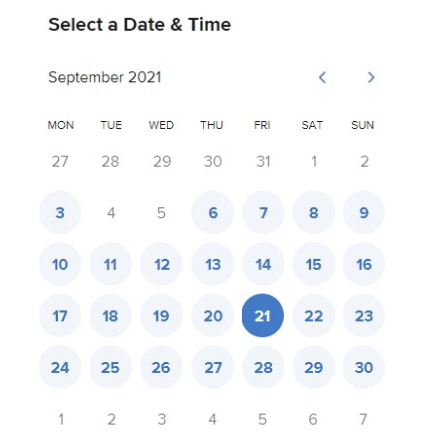 Select a Date & Time
September 2021
MON TUE WED THU FRI SAT SUN
27 28 29 30 31 1 2
3 4 5 6 7 8 9
10 11 12 13 14 15 16
17 18 19 20 21 22 23
24 25 26 27 28 29 30
1 2 3 4 5 6 7